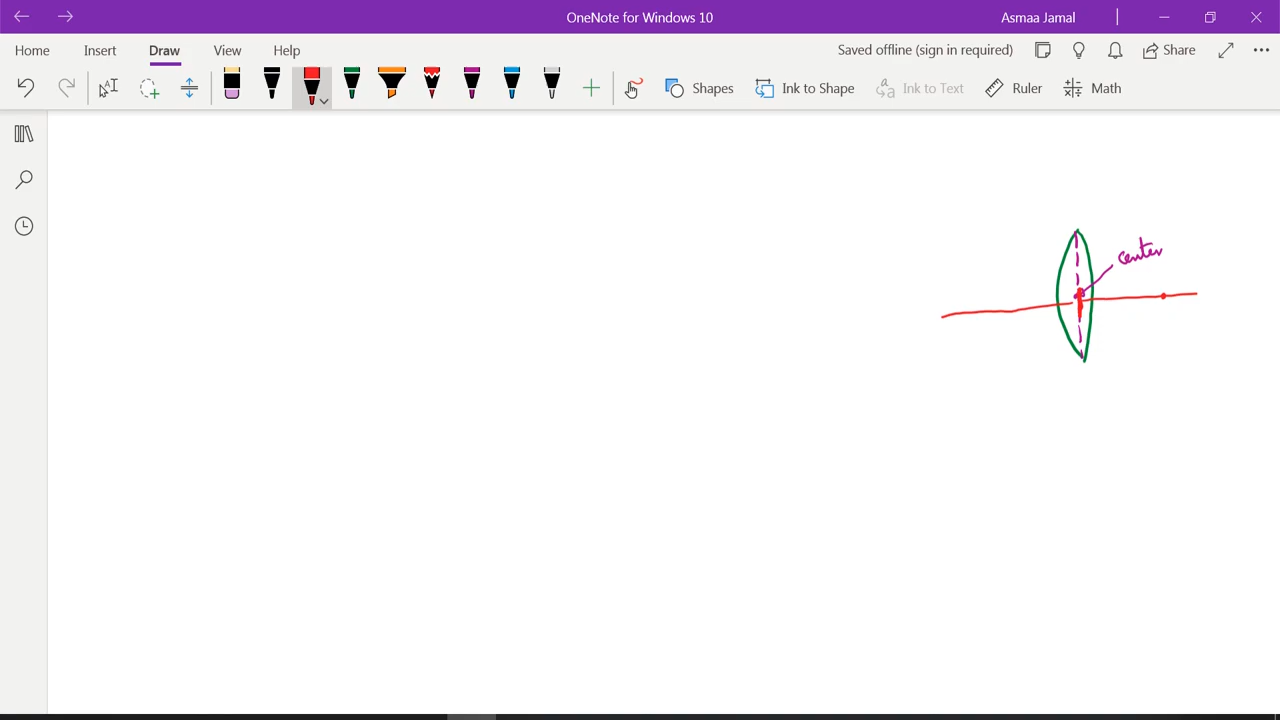 OneNote for Windows 10
Asmaa Jamal
Home Insert Draw View Help
Saved offline (sign in required)
Share
Shapes
Ink to Shape
Ink to Text
Ruler
Math
center